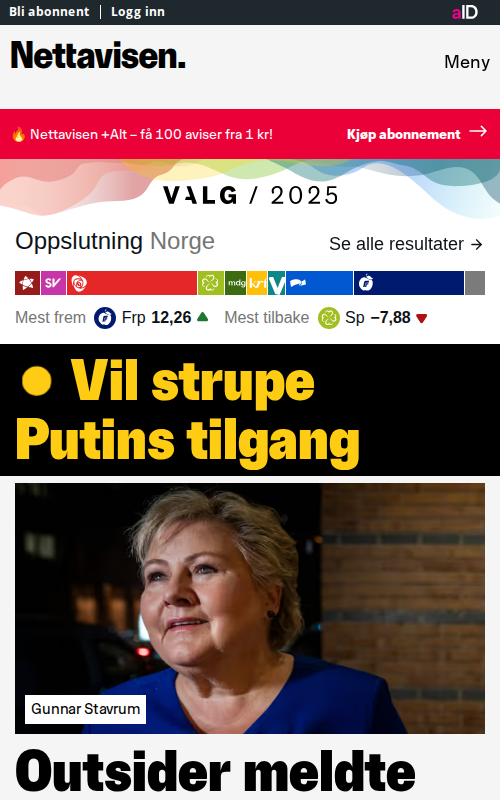 Bli abonnent | Logg inn
aID
Nettavisen.
Meny
🔥 Nettavisen +Alt – få 100 aviser fra 1 kr!
Kjøp abonnement →
VALG / 2025
Oppslutning Norge
Se alle resultater →
SV mdg krf V
Mest frem Frp 12,26 Mest tilbake Sp −7,88
Vil strupe
Putins tilgang
Gunnar Stavrum
Outsider meldte